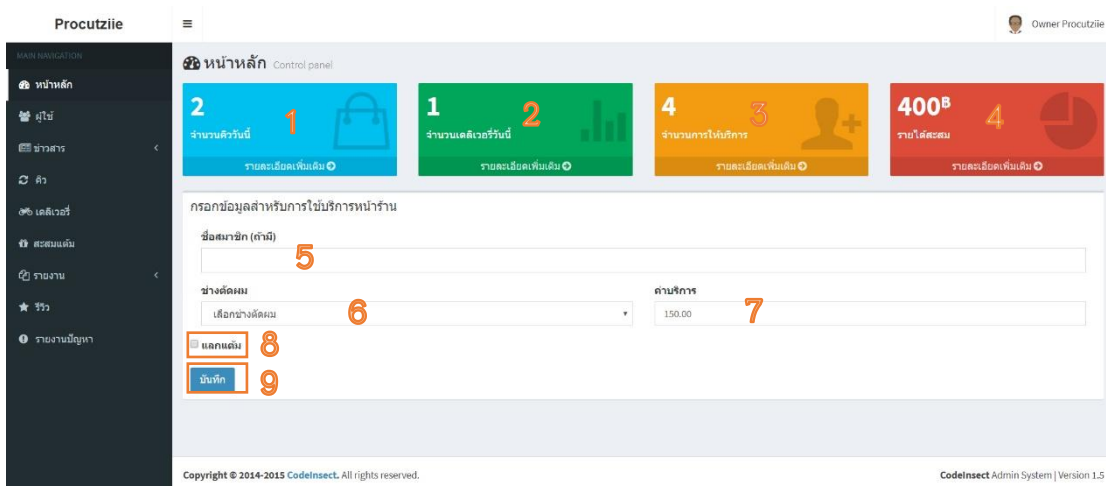 Procutziie
Owner Procutziie
MAIN NAVIGATION
หน้าหลัก
ผู้ใช้
ข่าวสาร
คิว
เดลิเวอรี่
สะสมแต้ม
รายงาน
รีวิว
รายงานปัญหา
หน้าหลัก Control panel
2
จำนวนคิววันนี้
1
รายละเอียดเพิ่มเติม
1
จำนวนเดลิเวอรี่วันนี้
2
รายละเอียดเพิ่มเติม
4
จำนวนการให้บริการ
3
รายละเอียดเพิ่มเติม
400฿
รายได้สะสม
4
รายละเอียดเพิ่มเติม
กรอกข้อมูลสำหรับการใช้บริการหน้าร้าน
ชื่อสมาชิก (ถ้ามี)
5
ช่างตัดผม
เลือกช่างตัดผม
6
ค่าบริการ
150.00
7
แลกแต้ม
8
บันทึก
9
Copyright © 2014-2015 CodeInsect. All rights reserved.
CodeInsect Admin System | Version 1.5